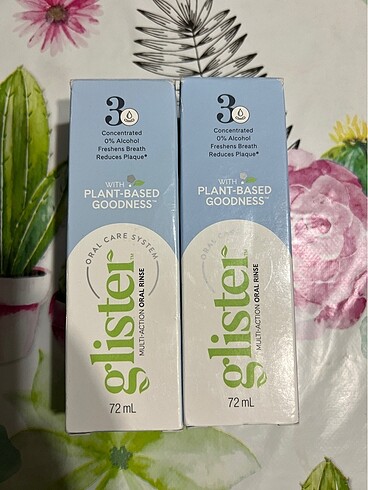 30
Concentrated
0% Alcohol
Freshens Breath
Reduces Plaque*
WITH
PLANT-BASED
GOODNESS™
ORAL CARE SYSTEM
glister™
MULTI-ACTION ORAL RINSE
72 mL
30
Concentrated
0% Alcohol
Freshens Breath
Reduces Plaque*
WITH
PLANT-BASED
GOODNESS™
ORAL CARE SYSTEM
glister™
MULTI-ACTION ORAL RINSE
72 mL